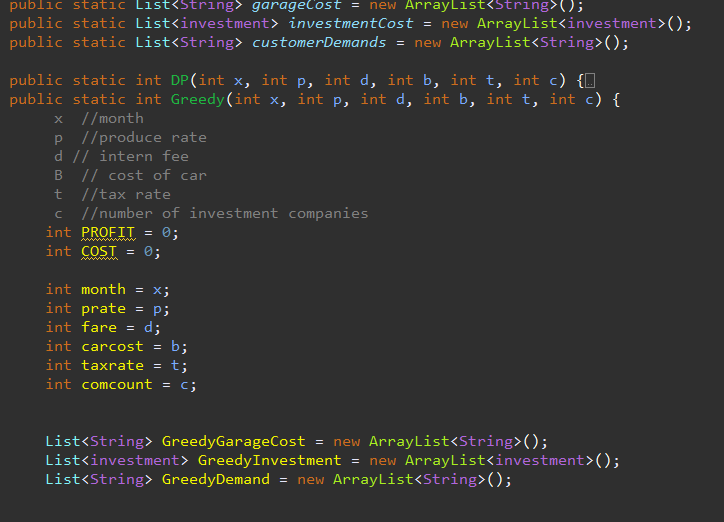 public static List<String> garageCost = new ArrayList<String>();
public static List<investment> investmentCost = new ArrayList<investment>();
public static List<String> customerDemands = new ArrayList<String>();
public static int DP(int x, int p, int d, int b, int t, int c) {
public static int Greedy(int x, int p, int d, int b, int t, int c) {
x //month
p //produce rate
d // intern fee
B // cost of car
t //tax rate
c //number of investment companies
int PROFIT = 0;
int COST = 0;
int month = x;
int prate = p;
int fare = d;
int carcost = b;
int taxrate = t;
int comcount = c;
List<String> GreedyGarageCost = new ArrayList<String>();
List<investment> GreedyInvestment = new ArrayList<investment>();
List<String> GreedyDemand = new ArrayList<String>();